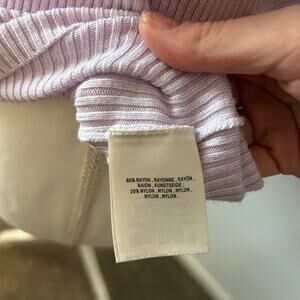 80% RAYON, RAYONNE, RAYÓN,
RAION, KUNSTSEIDE;
20% NYLON, NYLON, NYLON,
NYLON, NYLON,